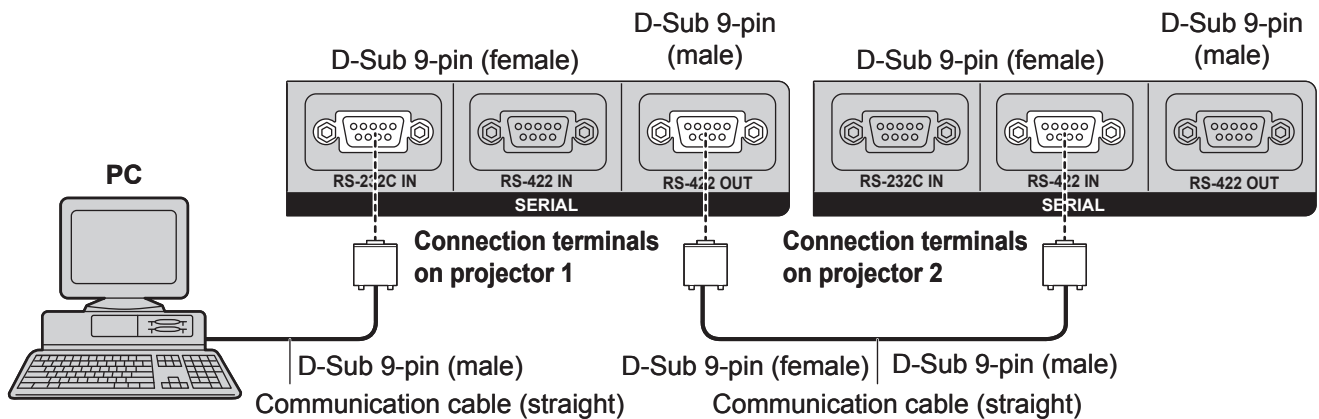 D-Sub 9-pin (female)
D-Sub 9-pin
(male)
D-Sub 9-pin (female)
D-Sub 9-pin
(male)
PC
RS-232C IN
RS-422 IN
RS-422 OUT
SERIAL
RS-232C IN
RS-422 IN
RS-422 OUT
SERIAL
Connection terminals
on projector 1
Connection terminals
on projector 2
D-Sub 9-pin (male)
Communication cable (straight)
D-Sub 9-pin (female)
D-Sub 9-pin (male)
Communication cable (straight)